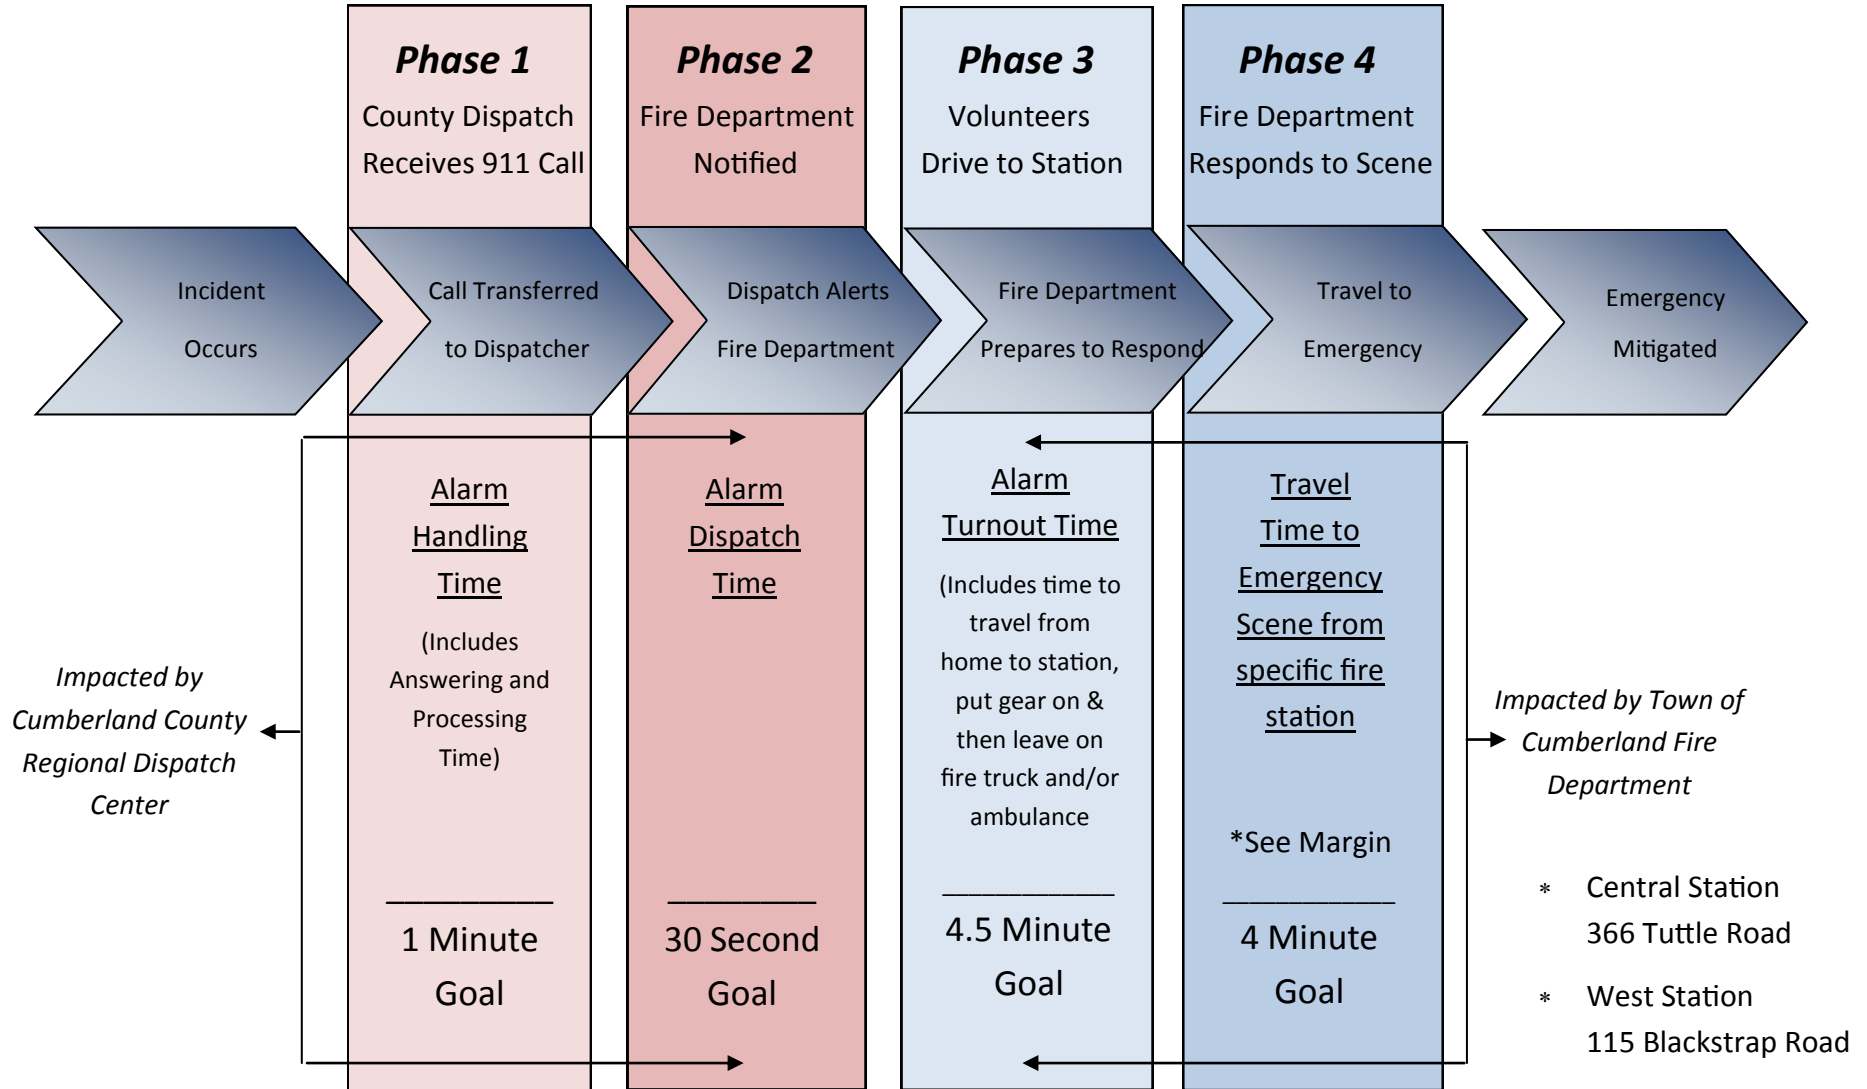 Phase 1
County Dispatch
Receives 911 Call
Phase 2
Fire Department
Notified
Phase 3
Volunteers
Drive to Station
Phase 4
Fire Department
Responds to Scene
Incident
Occurs
Call Transferred
to Dispatcher
Dispatch Alerts
Fire Department
Fire Department
Prepares to Respond
Travel to
Emergency
Emergency
Mitigated
Impacted by
Cumberland County
Regional Dispatch
Center
Alarm
Handling
Time
(Includes
Answering and
Processing
Time)
1 Minute
Goal
Alarm
Dispatch
Time
30 Second
Goal
Alarm
Turnout Time
(Includes time to
travel from
home to station,
put gear on &
then leave on
fire truck and/or
ambulance
4.5 Minute
Goal
Travel
Time to
Emergency
Scene from
specific fire
station
*See Margin
4 Minute
Goal
Impacted by Town of
Cumberland Fire
Department
* Central Station
366 Tuttle Road
* West Station
115 Blackstrap Road